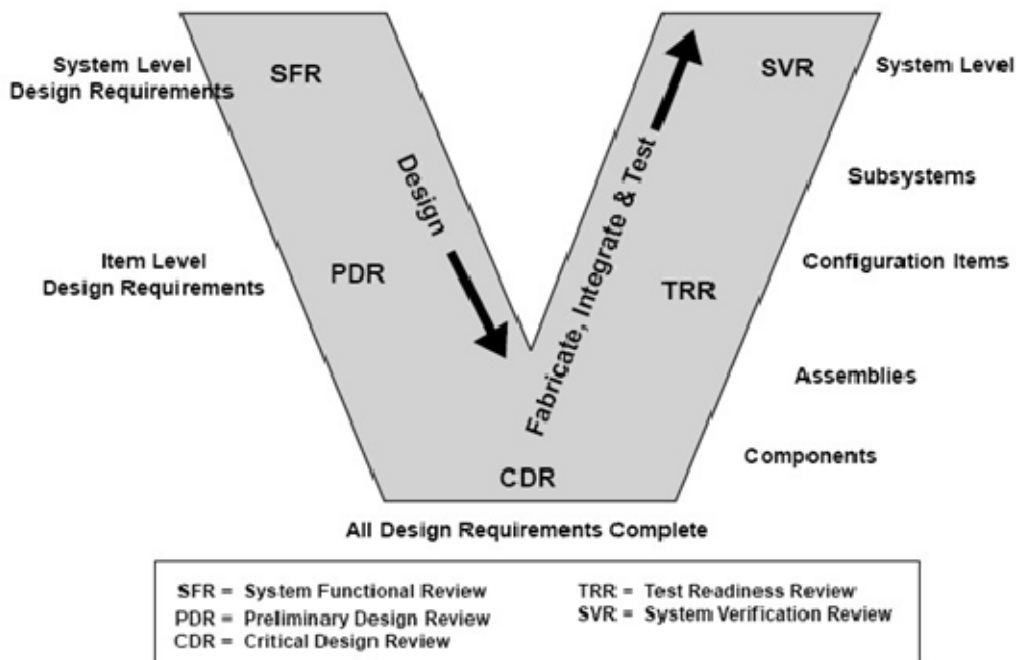 System Level
Design Requirements
SFR
SVR
System Level
Design
Fabricate, Integrate & Test
Subsystems
Item Level
Design Requirements
PDR
TRR
Configuration Items
Assemblies
Components
CDR
All Design Requirements Complete
SFR = System Functional Review
PDR = Preliminary Design Review
CDR = Critical Design Review
TRR = Test Readiness Review
SVR = System Verification Review